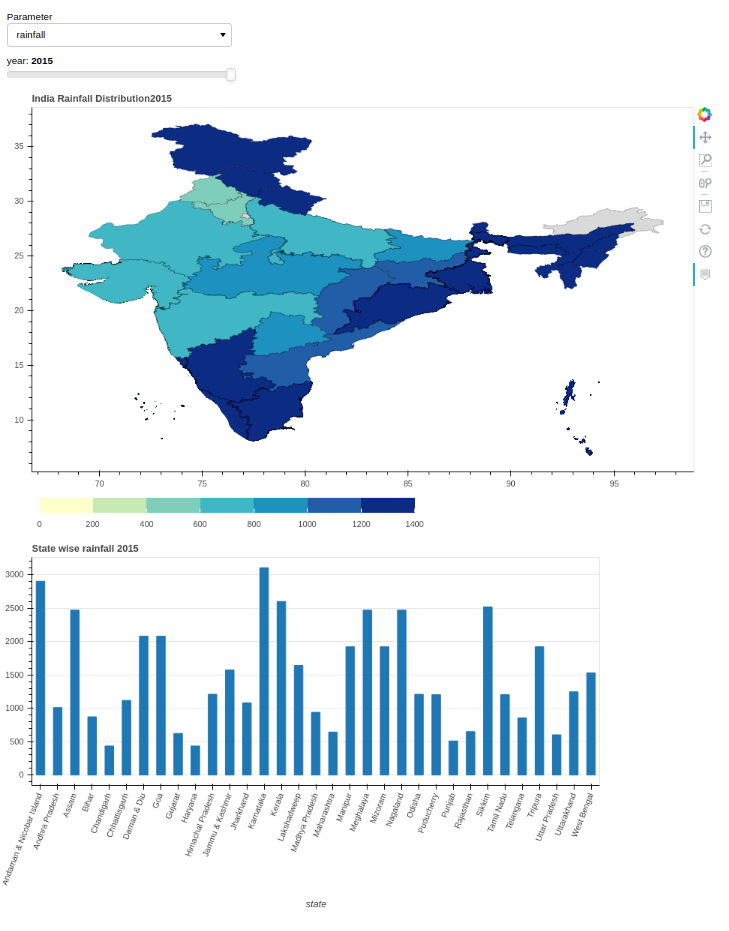 Parameter
rainfall
year: 2015
India Rainfall Distribution2015
35
30
25
20
15
10
70 75 80 85 90 95
0 200 400 600 800 1000 1200 1400
State wise rainfall 2015
3000
2500
2000
1500
1000
500
0
Andaman & Nicobar Island
Andhra Pradesh
Assam
Bihar
Chandigarh
Chhattisgarh
Daman & Diu
Goa
Gujarat
Haryana
Himachal Pradesh
Jammu & Kashmir
Jharkhand
Karnataka
Kerala
Lakshadweep
Madhya Pradesh
Maharashtra
Manipur
Meghalaya
Mizoram
Nagaland
Odisha
Puducherry
Punjab
Rajasthan
Sikkim
Tamil Nadu
Telangana
Tripura
Uttar Pradesh
Uttarakhand
West Bengal
state